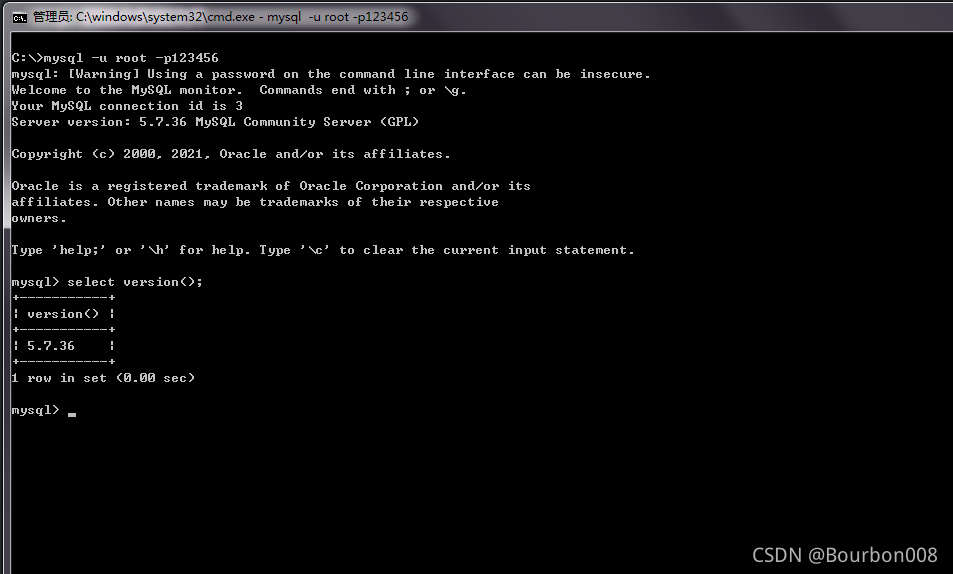 管理员: C:\windows\system32\cmd.exe - mysql  -u root -p123456
C:\>mysql -u root -p123456
mysql: [Warning] Using a password on the command line interface can be insecure.
Welcome to the MySQL monitor.  Commands end with ; or \g.
Your MySQL connection id is 3
Server version: 5.7.36 MySQL Community Server (GPL)
Copyright (c) 2000, 2021, Oracle and/or its affiliates.
Oracle is a registered trademark of Oracle Corporation and/or its
affiliates. Other names may be trademarks of their respective
owners.
Type 'help;' or '\h' for help. Type '\c' to clear the current input statement.
mysql> select version();
+-----------+
| version() |
+-----------+
| 5.7.36    |
+-----------+
1 row in set (0.00 sec)
mysql> _
CSDN @Bourbon008